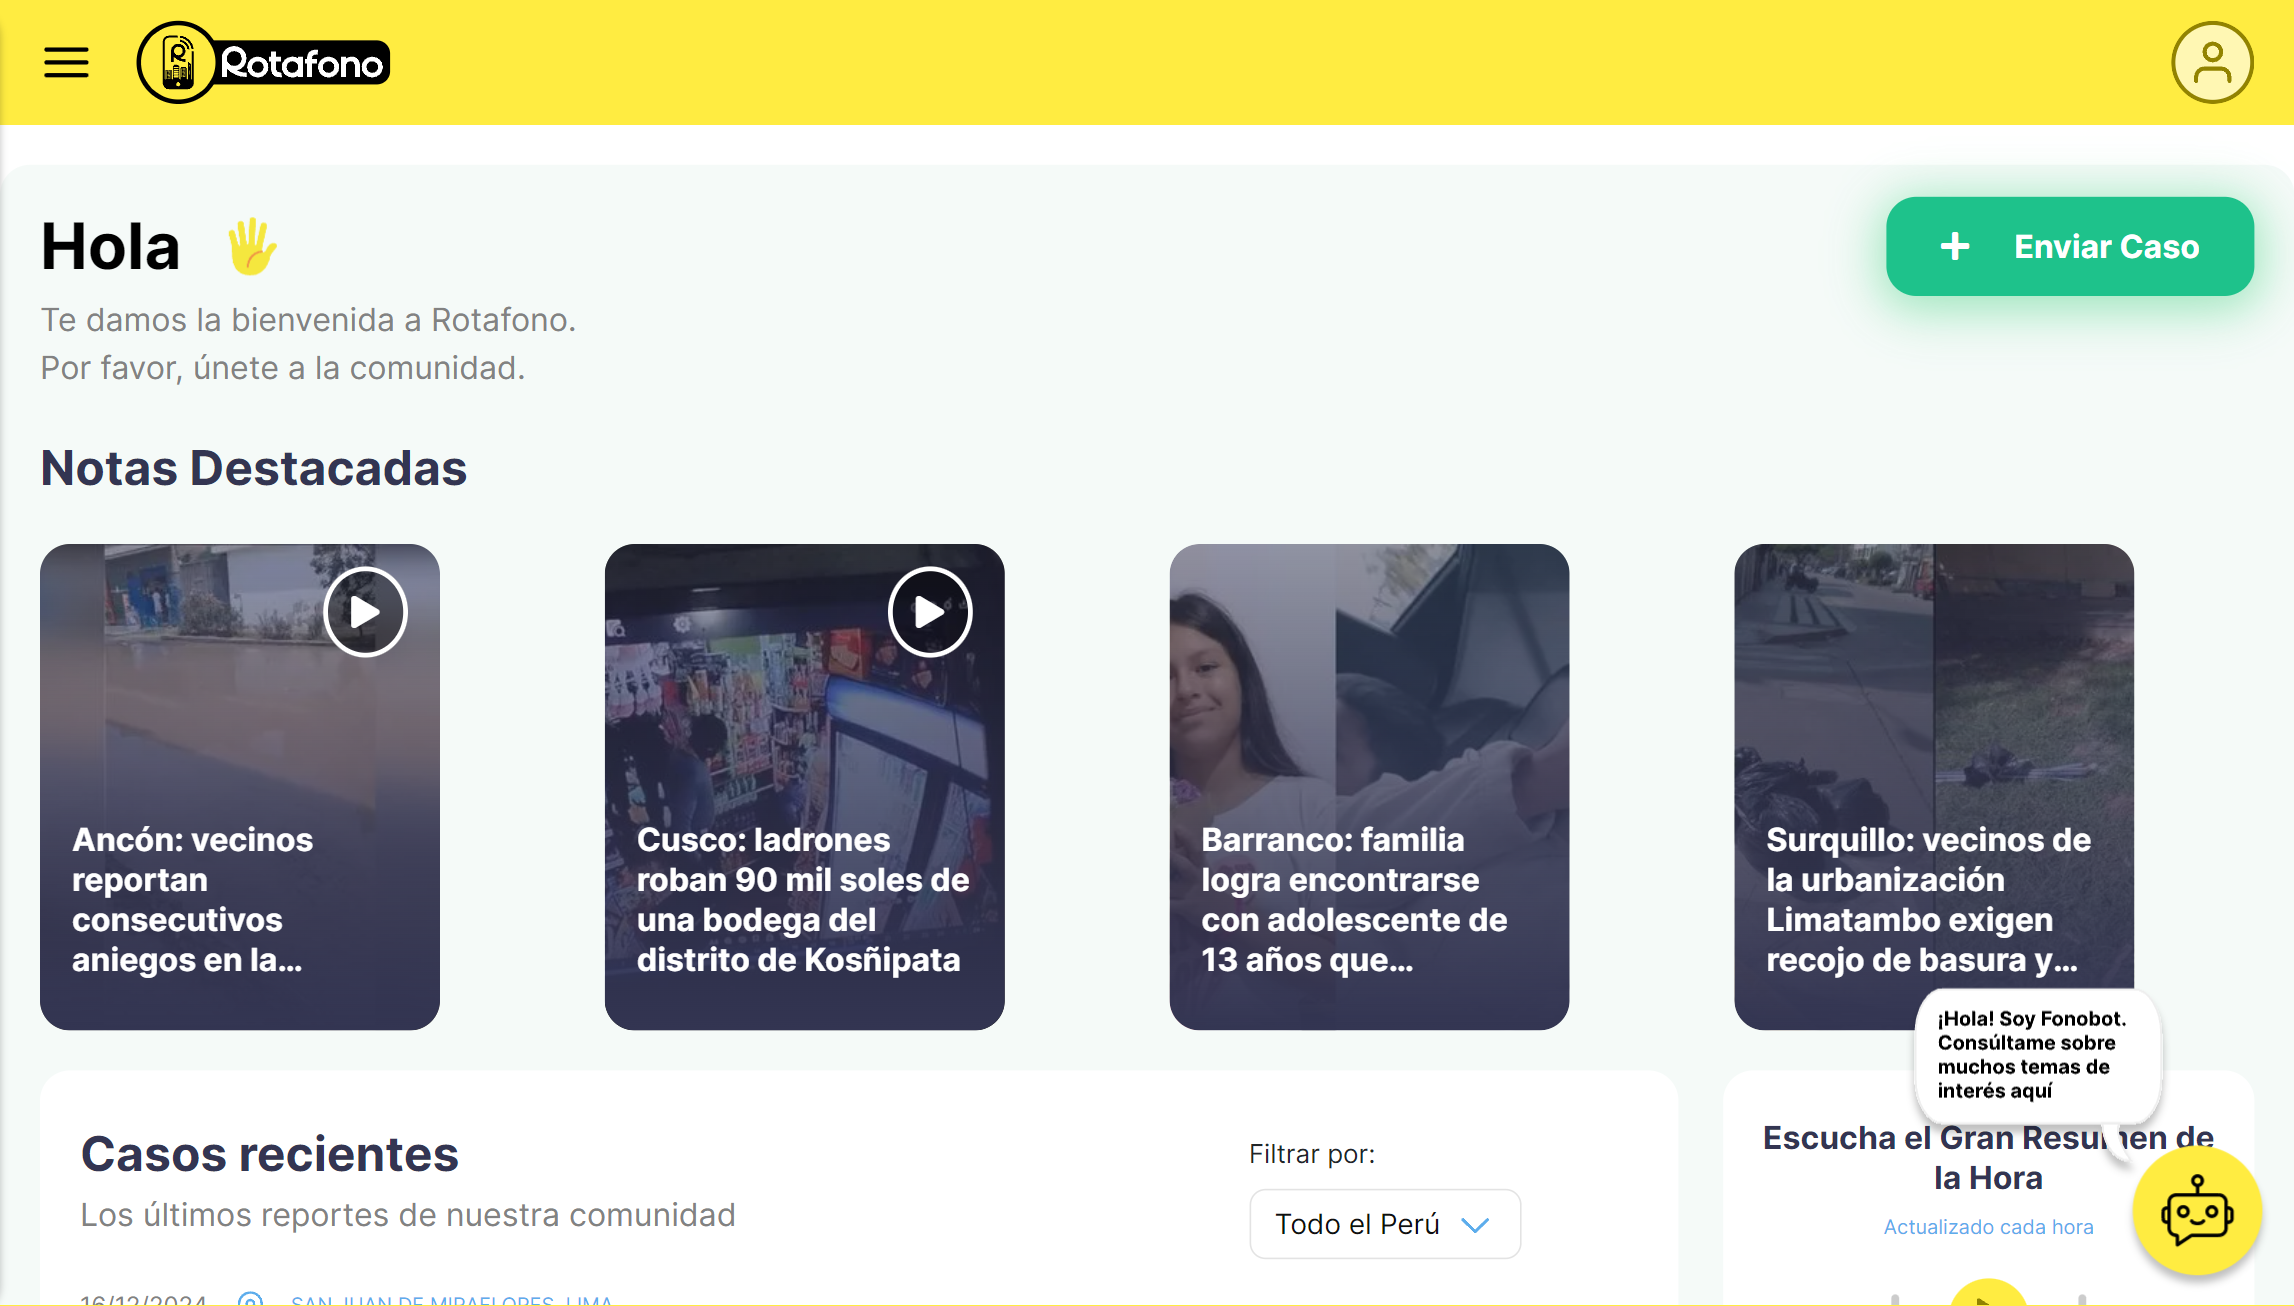 Rotafono
Hola
Enviar Caso
Te damos la bienvenida a Rotafono.
Por favor, únete a la comunidad.
Notas Destacadas
Ancón: vecinos
reportan
consecutivos
aniegos en la...
Cusco: ladrones
roban 90 mil soles de
una bodega del
distrito de Kosñipata
Barranco: familia
logra encontrarse
con adolescente de
13 años que...
Surquillo: vecinos de
la urbanización
Limatambo exigen
recojo de basura y...
¡Hola! Soy Fonobot.
Consúltame sobre
muchos temas de
interés aquí
Casos recientes
Los últimos reportes de nuestra comunidad
Filtrar por:
Todo el Perú
Escucha el Gran Resumen de
la Hora
Actualizado cada hora
16/12/2024 SAN JUAN DE MIRAFLORES, LIMA